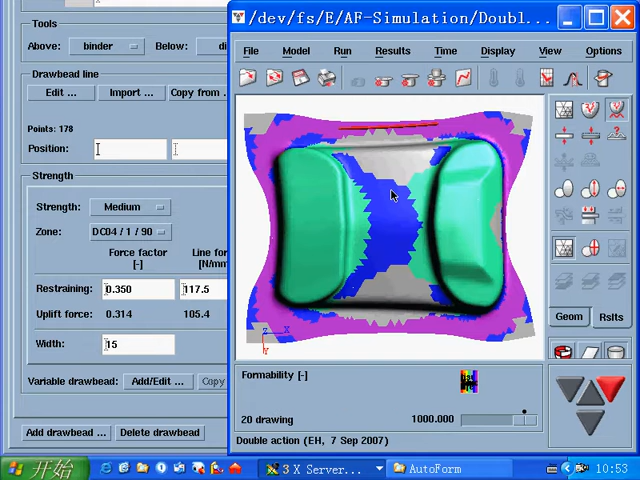 /dev/fs/E/AF-Simulation/Doubl...
Tools
Above: binder Below: di
Drawbead line
Edit ... Import ... Copy from .
Points: 178
Position:
Strength
Strength: Medium
Zone: DC04 / 1 / 90
Force factor Line for
[-] [N/mm
Restraining: 0.350 117.5
Uplift force: 0.314 105.4
Width: 15
Variable drawbead: Add/Edit ... Copy
Add drawbead ... Delete drawbead
File Model Run Results Time Display View Options
Z X
Y
Geom Rslts
Formability [-]
20 drawing 1000.000
Double action (EH, 7 Sep 2007)
开始 3 X Server... AutoForm 10:53